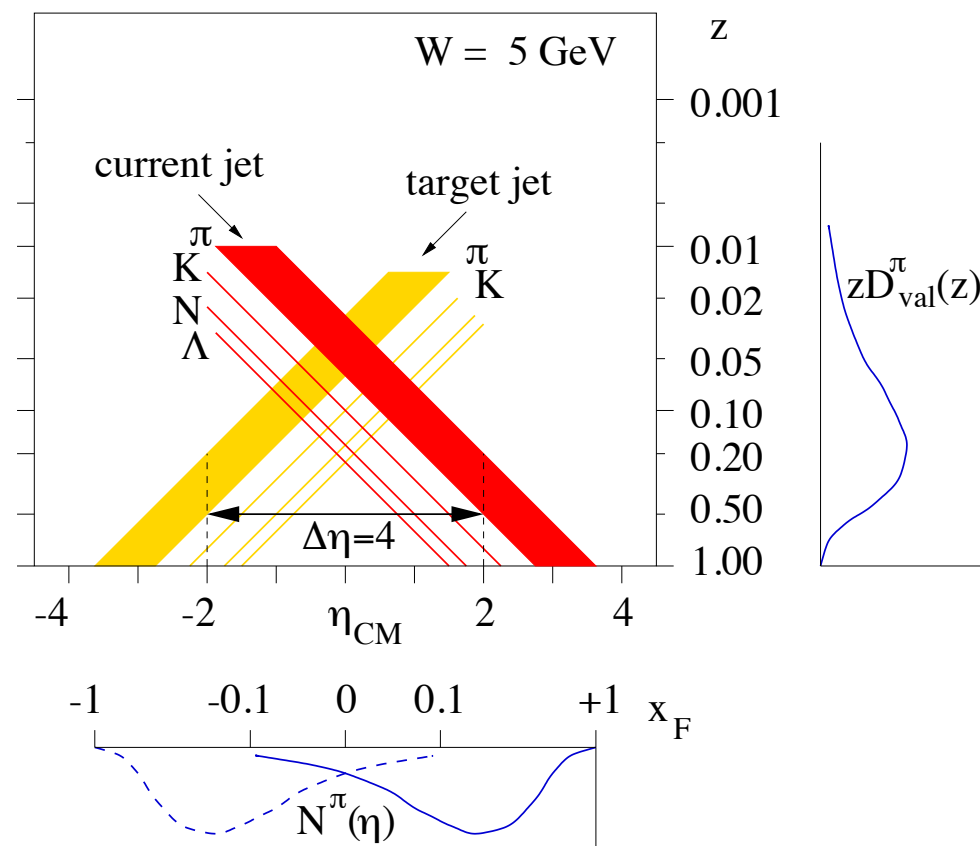 W = 5 GeV
z
0.001
current jet
target jet
π
π
0.01
K
K
zD^π_val(z)
0.02
N
Λ
0.05
0.10
0.20
0.50
Δη=4
1.00
-4 -2 η_CM 2 4
-1 -0.1 0 0.1 +1 x_F
N^π(η)